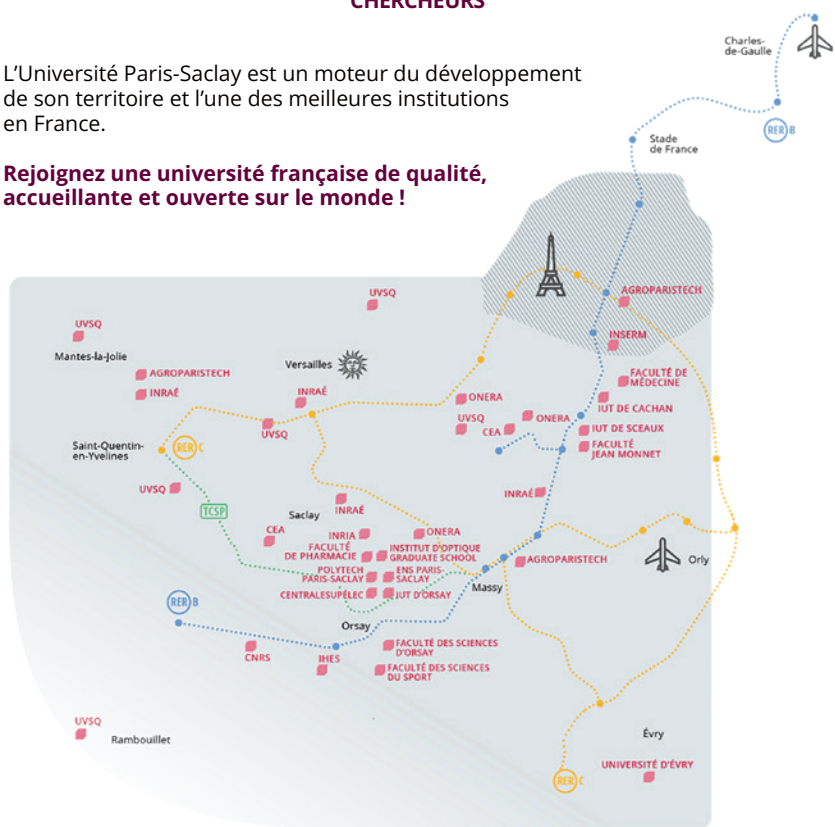 CHERCHEURS
L'Université Paris-Saclay est un moteur du développement
de son territoire et l'une des meilleures institutions
en France.
Rejoignez une université française de qualité,
accueillante et ouverte sur le monde !
Charles-
de-Gaulle
RER B
Stade
de France
AGROPARISTECH
INSERM
UVSQ
UVSQ
Mantes-la-Jolie
AGROPARISTECH
INRAÉ
Versailles
INRAÉ
UVSQ
FACULTÉ DE
MÉDECINE
IUT DE CACHAN
ONERA
UVSQ
CEA
ONERA
IUT DE SCEAUX
FACULTÉ
JEAN MONNET
Saint-Quentin-
en-Yvelines
RER C
UVSQ
TCSP
INRAÉ
INRAÉ
Saclay
CEA
INRIA
ONERA
FACULTÉ
DE PHARMACIE
INSTITUT D'OPTIQUE
GRADUATE SCHOOL
POLYTECH
PARIS-SACLAY
ENS PARIS-
SACLAY
CENTRALESUPÉLEC
IUT D'ORSAY
AGROPARISTECH
Massy
Orly
RER B
Orsay
CNRS
IHES
FACULTÉ DES SCIENCES
D'ORSAY
FACULTÉ DES SCIENCES
DU SPORT
UVSQ
Rambouillet
Évry
UNIVERSITÉ D'ÉVRY
RER C